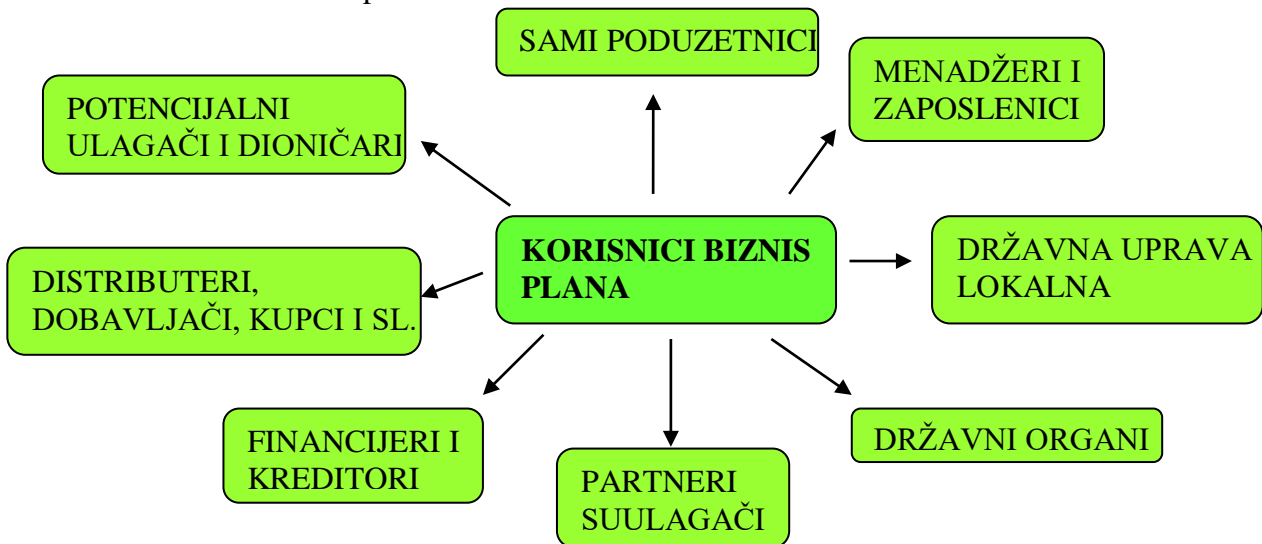 SAMI PODUZETNICI
MENADŽERI I
ZAPOSLENICI
POTENCIJALNI
ULAGAČI I DIONIČARI
KORISNICI BIZNIS
PLANA
DRŽAVNA UPRAVA
LOKALNA
DISTRIBUTERI,
DOBAVLJAČI, KUPCI I SL.
FINANCIJERI I
KREDITORI
PARTNERI
SUULAGAČI
DRŽAVNI ORGANI